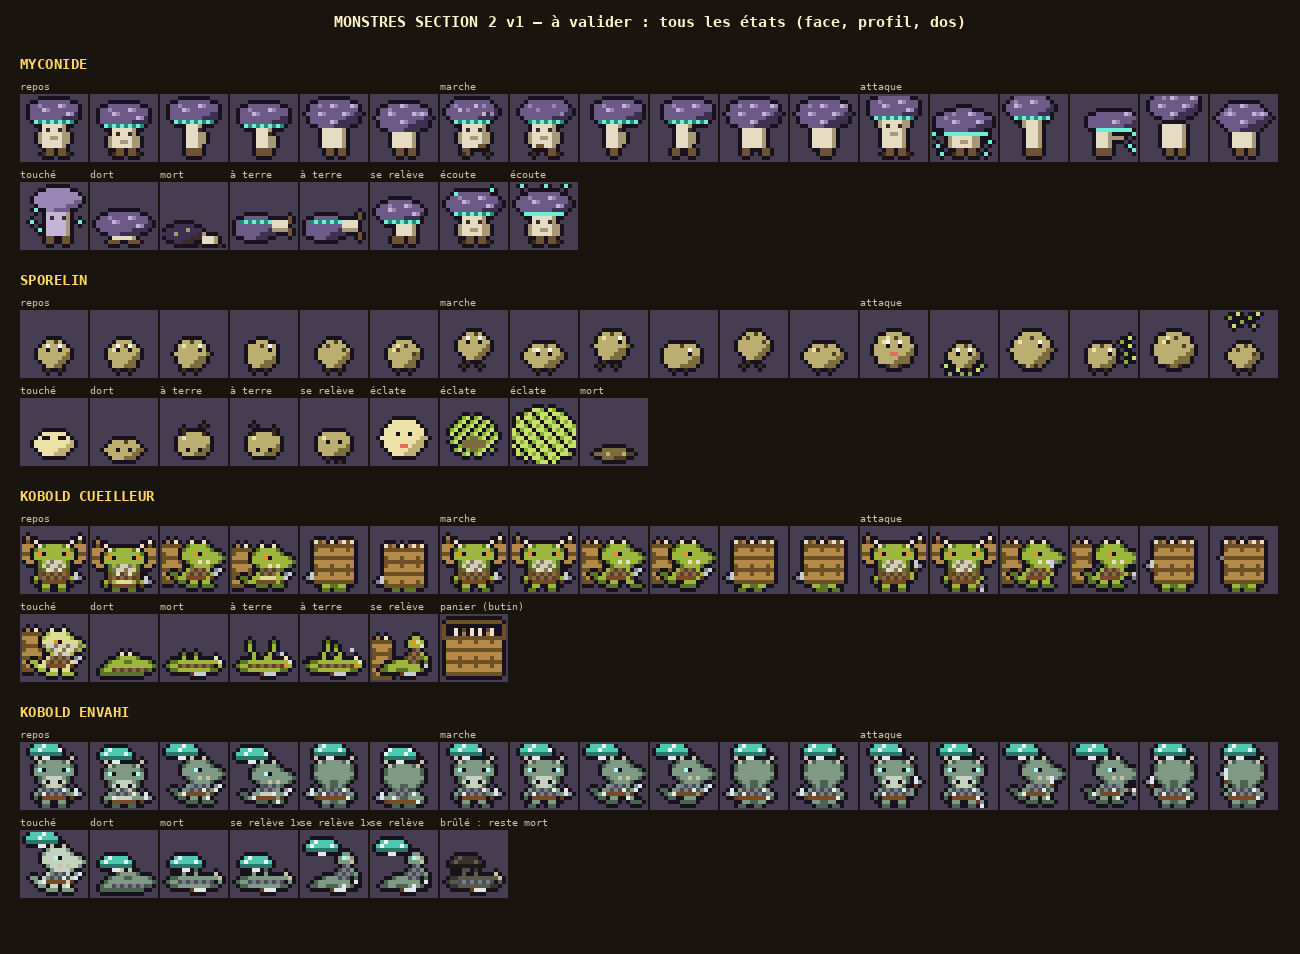 MONSTRES SECTION 2 v1 — à valider : tous les états (face, profil, dos)
MYCONIDE
repos marche attaque
touché dort mort à terre à terre se relève écoute écoute
SPORELIN
repos marche attaque
touché dort à terre à terre se relève éclate éclate éclate mort
KOBOLD CUEILLEUR
repos marche attaque
touché dort mort à terre à terre se relève panier (butin)
KOBOLD ENVAHI
repos marche attaque
touché dort mort se relève 1x se relève 1x se relève brûlé : reste mort